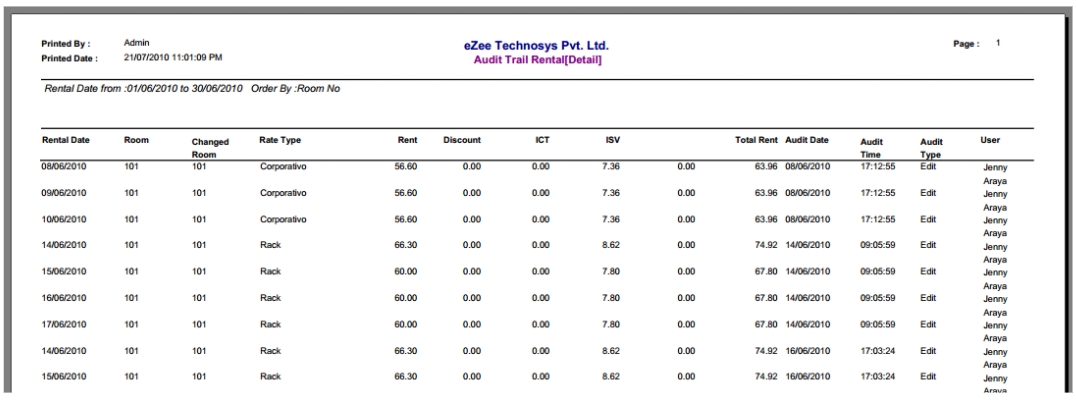 Printed By : Admin eZee Technosys Pvt. Ltd. Page : 1
Printed Date : 21/07/2010 11:01:09 PM Audit Trail Rental[Detail]
Rental Date from :01/06/2010 to 30/06/2010 Order By :Room No
Rental Date Room Changed Rate Type Rent Discount ICT ISV Total Rent Audit Date Audit Audit User
Room Time Type
08/06/2010 101 101 Corporativo 56.60 0.00 0.00 7.36 0.00 63.96 08/06/2010 17:12:55 Edit Jenny
Araya
09/06/2010 101 101 Corporativo 56.60 0.00 0.00 7.36 0.00 63.96 08/06/2010 17:12:55 Edit Jenny
Araya
10/06/2010 101 101 Corporativo 56.60 0.00 0.00 7.36 0.00 63.96 08/06/2010 17:12:55 Edit Jenny
Araya
14/06/2010 101 101 Rack 66.30 0.00 0.00 8.62 0.00 74.92 14/06/2010 09:05:59 Edit Jenny
Araya
15/06/2010 101 101 Rack 60.00 0.00 0.00 7.80 0.00 67.80 14/06/2010 09:05:59 Edit Jenny
Araya
16/06/2010 101 101 Rack 60.00 0.00 0.00 7.80 0.00 67.80 14/06/2010 09:05:59 Edit Jenny
Araya
17/06/2010 101 101 Rack 60.00 0.00 0.00 7.80 0.00 67.80 14/06/2010 09:05:59 Edit Jenny
Araya
14/06/2010 101 101 Rack 66.30 0.00 0.00 8.62 0.00 74.92 16/06/2010 17:03:24 Edit Jenny
Araya
15/06/2010 101 101 Rack 66.30 0.00 0.00 8.62 0.00 74.92 16/06/2010 17:03:24 Edit Jenny
Araya